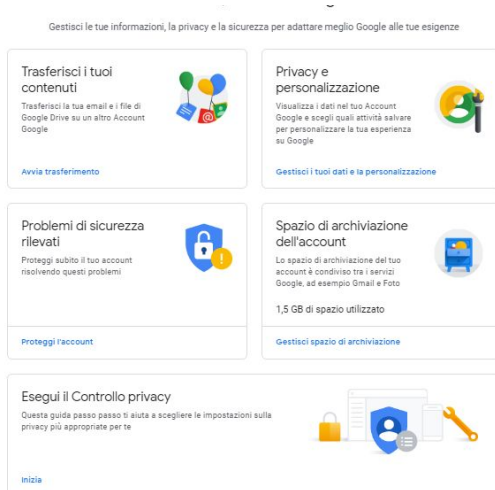 Gestisci le tue informazioni, la privacy e la sicurezza per adattare meglio Google alle tue esigenze
Trasferisci i tuoi
contenuti
Trasferisci la tua email e i file di
Google Drive su un altro Account
Google
Avvia trasferimento
Privacy e
personalizzazione
Visualizza i dati nel tuo Account
Google e scegli quali attività salvare
per personalizzare la tua esperienza
su Google
Gestisci i tuoi dati e la personalizzazione
Problemi di sicurezza
rilevati
Proteggi subito il tuo account
risolvendo questi problemi
Proteggi l'account
Spazio di archiviazione
dell'account
Lo spazio di archiviazione del tuo
account è condiviso tra i servizi
Google, ad esempio Gmail e Foto
1,5 GB di spazio utilizzato
Gestisci spazio di archiviazione
Esegui il Controllo privacy
Questa guida passo passo ti aiuta a scegliere le impostazioni sulla
privacy più appropriate per te
Inizia